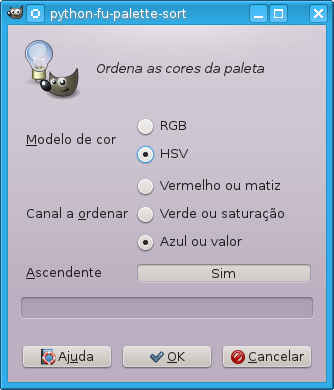 python-fu-palette-sort
Ordena as cores da paleta
Modelo de cor
RGB
HSV
Canal a ordenar
Vermelho ou matiz
Verde ou saturação
Azul ou valor
Ascendente
Sim
Ajuda
OK
Cancelar